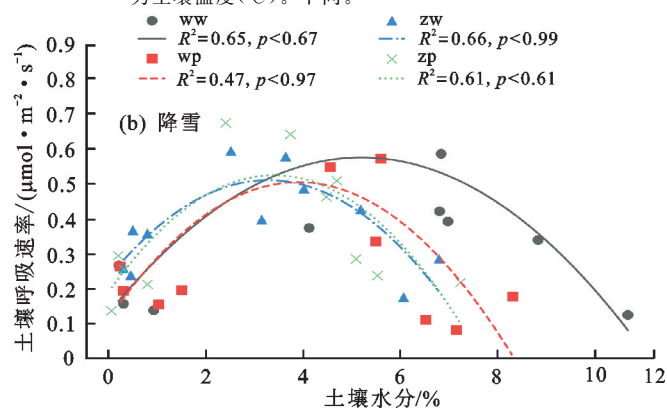 为土壤温度(℃)。下同。
ww
zw
R²=0.65, p<0.67
R²=0.66, p<0.99
wp
zp
R²=0.47, p<0.97
R²=0.61, p<0.61
(b) 降雪
土壤呼吸速率/(μmol·m⁻²·s⁻¹)
0.9
0.8
0.7
0.6
0.5
0.4
0.3
0.2
0.1
0
0 2 4 6 8 10 12
土壤水分/%